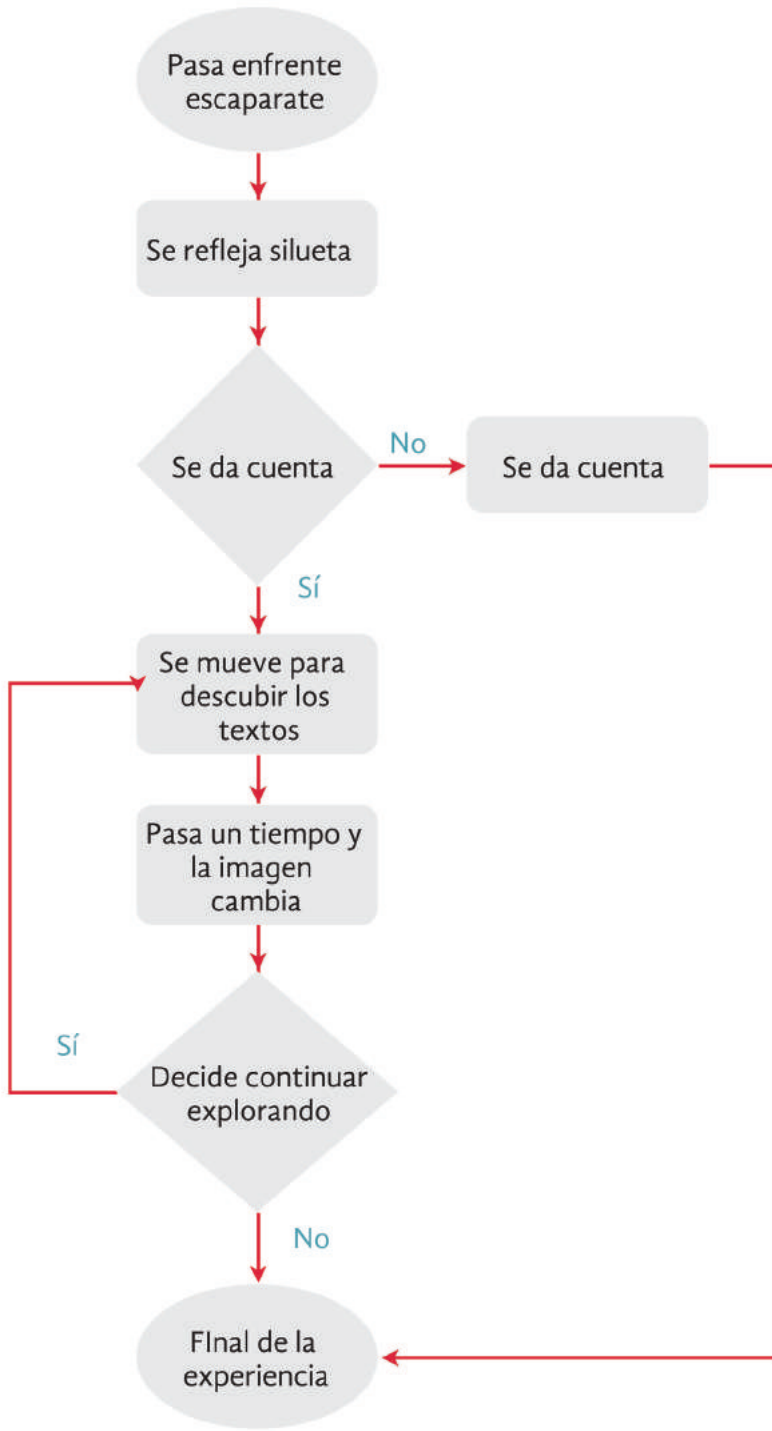 Pasa enfrente
escaparate
Se refleja silueta
Se da cuenta
No
Se da cuenta
Sí
Se mueve para
descubir los
textos
Pasa un tiempo y
la imagen
cambia
Sí
Decide continuar
explorando
No
FInal de la
experiencia